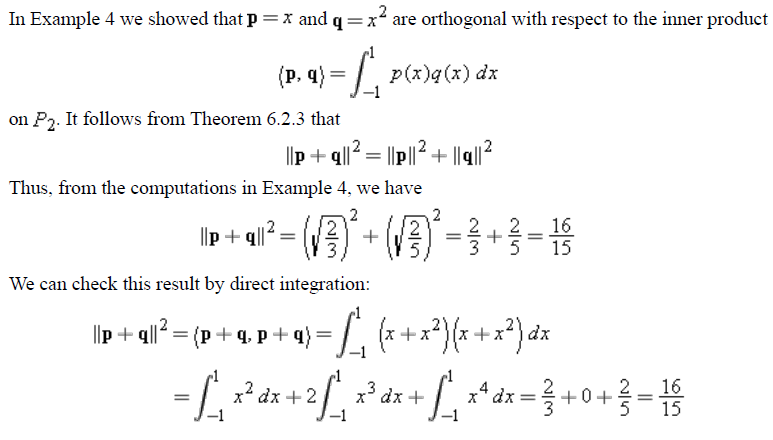 In Example 4 we showed that p = x and q = x² are orthogonal with respect to the inner product
⟨p, q⟩ = ∫₋₁¹ p(x)q(x) dx
on P₂. It follows from Theorem 6.2.3 that
‖p + q‖² = ‖p‖² + ‖q‖²
Thus, from the computations in Example 4, we have
‖p + q‖² = (√(2/3))² + (√(2/5))² = 2/3 + 2/5 = 16/15
We can check this result by direct integration:
‖p + q‖² = ⟨p + q, p + q⟩ = ∫₋₁¹ (x + x²)(x + x²) dx
= ∫₋₁¹ x² dx + 2∫₋₁¹ x³ dx + ∫₋₁¹ x⁴ dx = 2/3 + 0 + 2/5 = 16/15